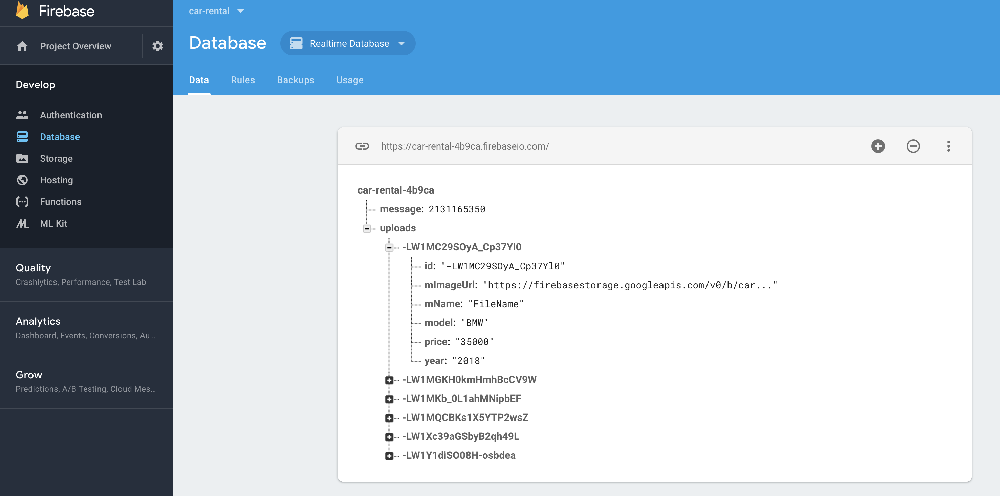 Firebase
Project Overview
Develop
Authentication
Database
Storage
Hosting
Functions
ML Kit
Quality
Crashlytics, Performance, Test Lab
Analytics
Dashboard, Events, Conversions, Au...
Grow
Predictions, A/B Testing, Cloud Mes...
car-rental
Database
Realtime Database
Data Rules Backups Usage
https://car-rental-4b9ca.firebaseio.com/
car-rental-4b9ca
message: 2131165350
uploads
-LW1MC29SOyA_Cp37Yl0
id: "-LW1MC29SOyA_Cp37Yl0"
mImageUrl: "https://firebasestorage.googleapis.com/v0/b/car..."
mName: "FileName"
model: "BMW"
price: "35000"
year: "2018"
-LW1MGKH0kmHmhBcCV9W
-LW1MKb_0L1ahMNipbEF
-LW1MQCBKs1X5YTP2wsZ
-LW1Xc39aGSbyB2qh49L
-LW1Y1diSO08H-osbdea